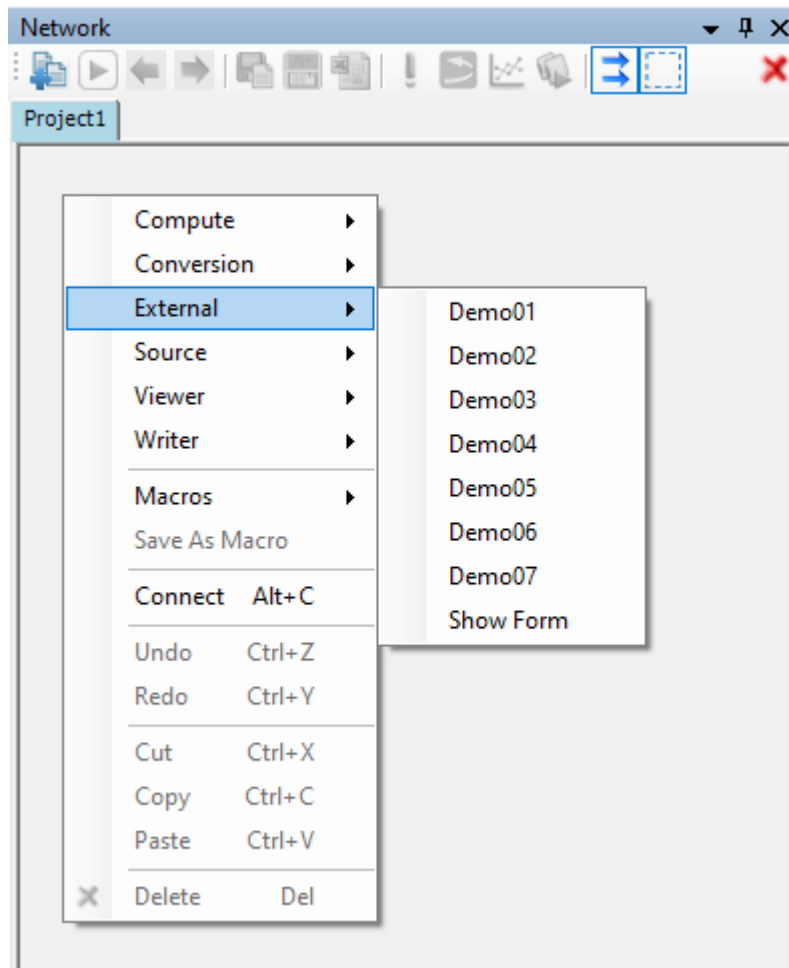 Network
Project1
Compute
Conversion
External
Source
Viewer
Writer
Macros
Save As Macro
Connect Alt+C
Undo Ctrl+Z
Redo Ctrl+Y
Cut Ctrl+X
Copy Ctrl+C
Paste Ctrl+V
Delete Del
Demo01
Demo02
Demo03
Demo04
Demo05
Demo06
Demo07
Show Form